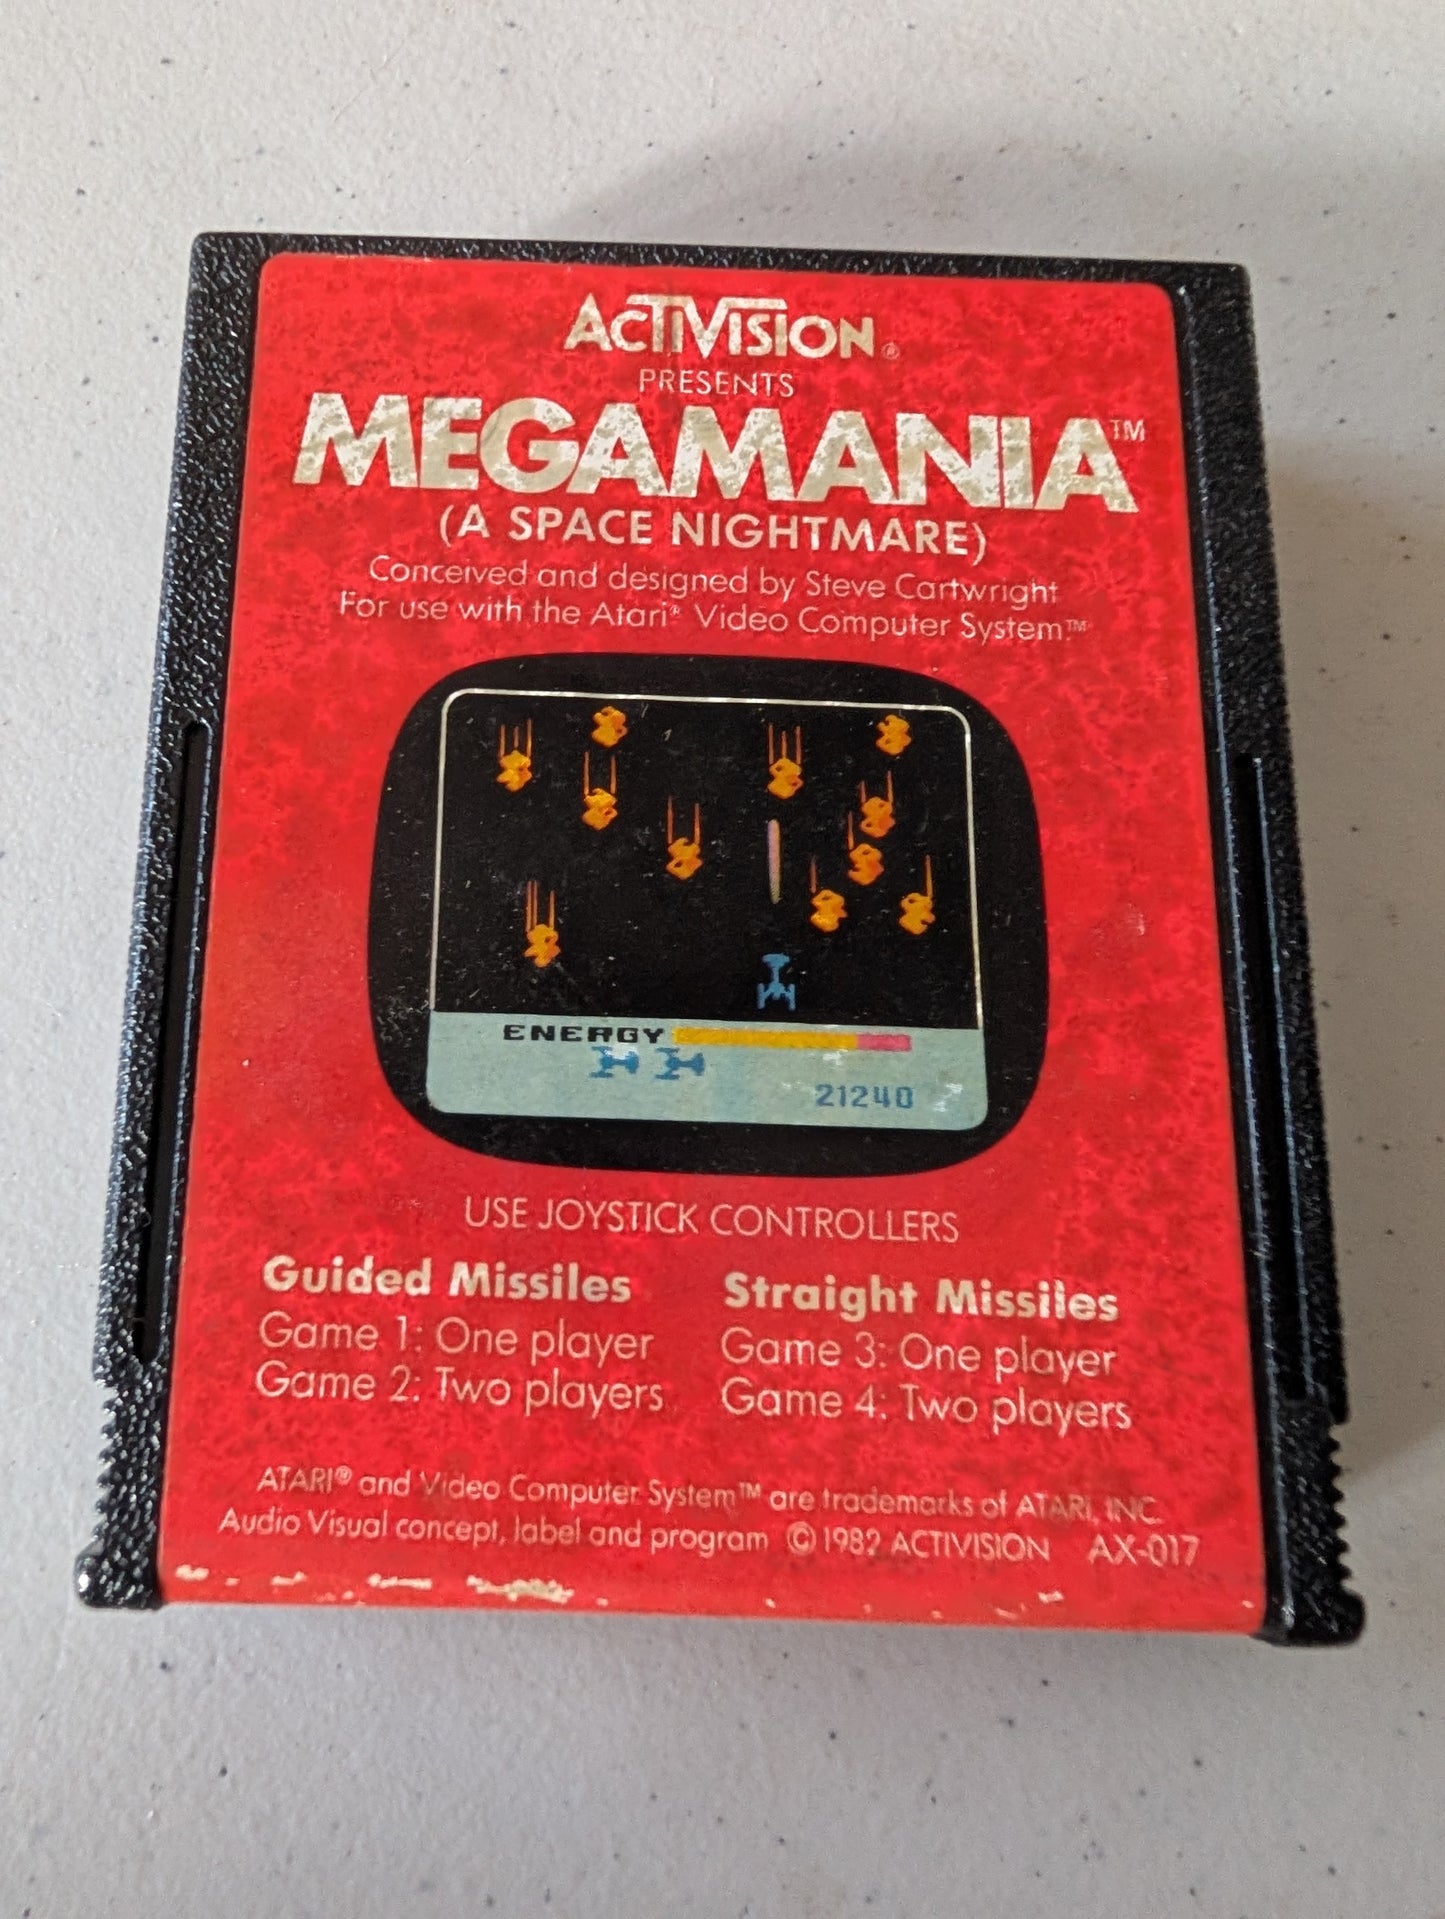 ACTIVISION®
PRESENTS
MEGAMANIA™
(A SPACE NIGHTMARE)
Conceived and designed by Steve Cartwright
For use with the Atari® Video Computer System™
ENERGY
21240
USE JOYSTICK CONTROLLERS
Guided Missiles
Game 1: One player
Game 2: Two players
Straight Missiles
Game 3: One player
Game 4: Two players
ATARI® and Video Computer System™ are trademarks of ATARI, INC.
Audio Visual concept, label and program © 1982 ACTIVISION AX-017